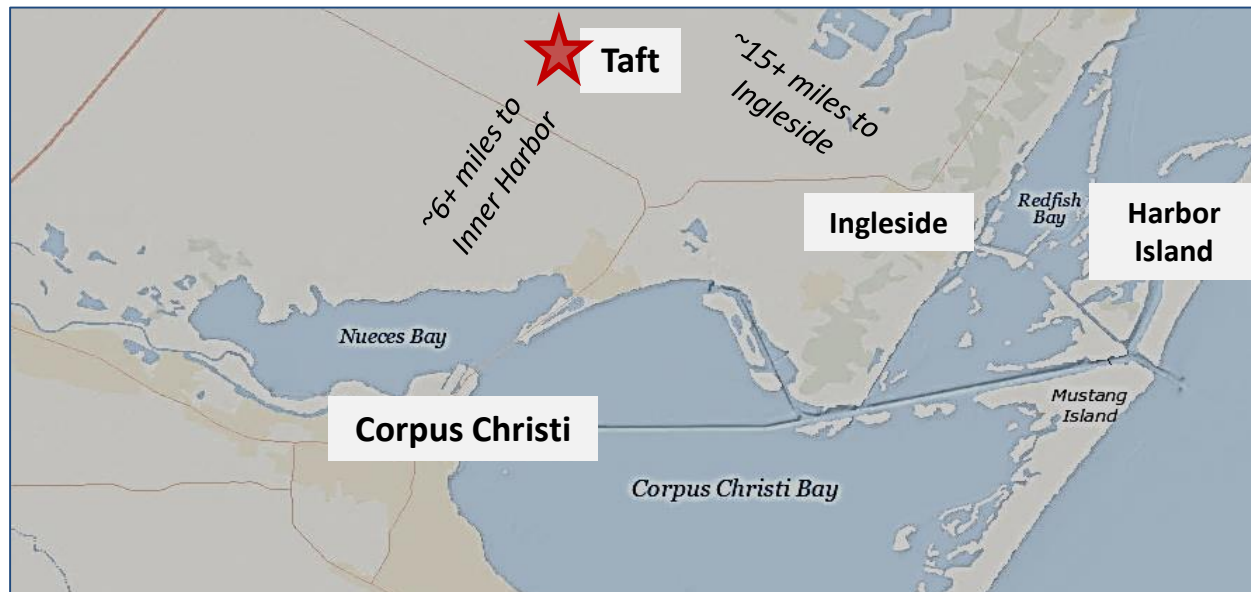 Taft
~15+ miles to
Ingleside
~6+ miles to
Inner Harbor
Redfish
Bay
Harbor
Island
Ingleside
Nueces Bay
Mustang
Island
Corpus Christi
Corpus Christi Bay